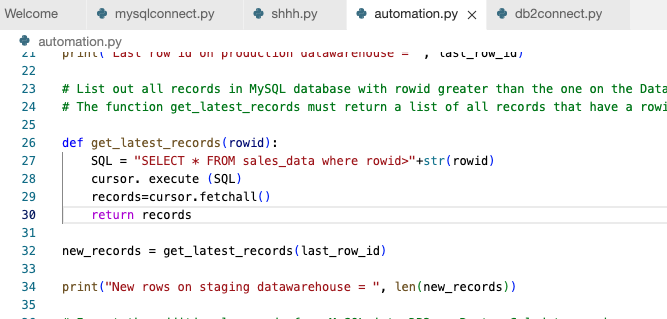 Welcome mysqlconnect.py shhh.py automation.py × db2connect.py
automation.py
21 print("Last row id on production datawarehouse = ", last_row_id)
22
23 # List out all records in MySQL database with rowid greater than the one on the Data
24 # The function get_latest_records must return a list of all records that have a rowi
25
26 def get_latest_records(rowid):
27 SQL = "SELECT * FROM sales_data where rowid>"+str(rowid)
28 cursor. execute (SQL)
29 records=cursor.fetchall()
30 return records
31
32 new_records = get_latest_records(last_row_id)
33
34 print("New rows on staging datawarehouse = ", len(new_records))
35